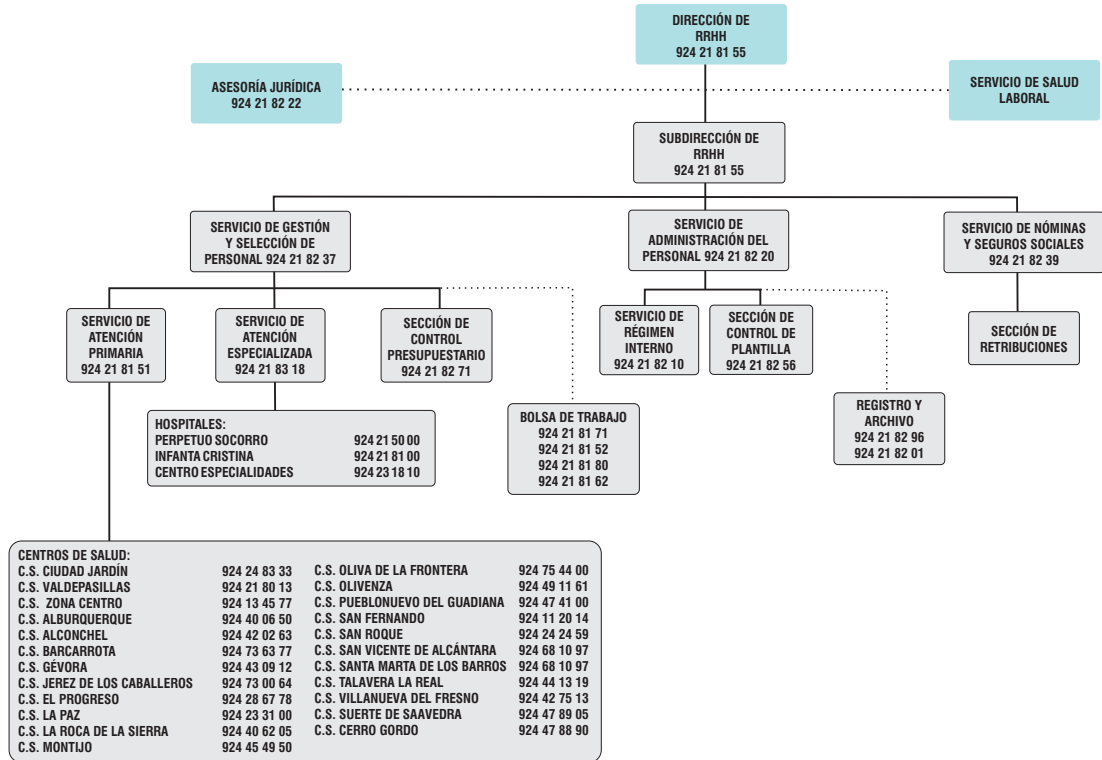 DIRECCIÓN DE
RRHH
924 21 81 55
ASESORÍA JURÍDICA
924 21 82 22
SERVICIO DE SALUD
LABORAL
SUBDIRECCIÓN DE
RRHH
924 21 81 55
SERVICIO DE GESTIÓN
Y SELECCIÓN DE
PERSONAL 924 21 82 37
SERVICIO DE
ADMINISTRACIÓN DEL
PERSONAL 924 21 82 20
SERVICIO DE NÓMINAS
Y SEGUROS SOCIALES
924 21 82 39
SERVICIO DE
ATENCIÓN
PRIMARIA
924 21 81 51
SERVICIO DE
ATENCIÓN
ESPECIALIZADA
924 21 83 18
SECCIÓN DE
CONTROL
PRESUPUESTARIO
924 21 82 71
SERVICIO DE
RÉGIMEN
INTERNO
924 21 82 10
SECCIÓN DE
CONTROL DE
PLANTILLA
924 21 82 56
SECCIÓN DE
RETRIBUCIONES
HOSPITALES:
PERPETUO SOCORRO 924 21 50 00
INFANTA CRISTINA 924 21 81 00
CENTRO ESPECIALIDADES 924 23 18 10
BOLSA DE TRABAJO
924 21 81 71
924 21 81 52
924 21 81 80
924 21 81 62
REGISTRO Y
ARCHIVO
924 21 82 96
924 21 82 01
CENTROS DE SALUD:
C.S. CIUDAD JARDÍN 924 24 83 33
C.S. VALDEPASILLAS 924 21 80 13
C.S. ZONA CENTRO 924 13 45 77
C.S. ALBURQUERQUE 924 40 06 50
C.S. ALCONCHEL 924 42 02 63
C.S. BARCARROTA 924 73 63 77
C.S. GÉVORA 924 43 09 12
C.S. JEREZ DE LOS CABALLEROS 924 73 00 64
C.S. EL PROGRESO 924 28 67 78
C.S. LA PAZ 924 23 31 00
C.S. LA ROCA DE LA SIERRA 924 40 62 05
C.S. MONTIJO 924 45 49 50
C.S. OLIVA DE LA FRONTERA 924 75 44 00
C.S. OLIVENZA 924 49 11 61
C.S. PUEBLONUEVO DEL GUADIANA 924 47 41 00
C.S. SAN FERNANDO 924 11 20 14
C.S. SAN ROQUE 924 24 24 59
C.S. SAN VICENTE DE ALCÁNTARA 924 68 10 97
C.S. SANTA MARTA DE LOS BARROS 924 68 10 97
C.S. TALAVERA LA REAL 924 44 13 19
C.S. VILLANUEVA DEL FRESNO 924 42 75 13
C.S. SUERTE DE SAAVEDRA 924 47 89 05
C.S. CERRO GORDO 924 47 88 90